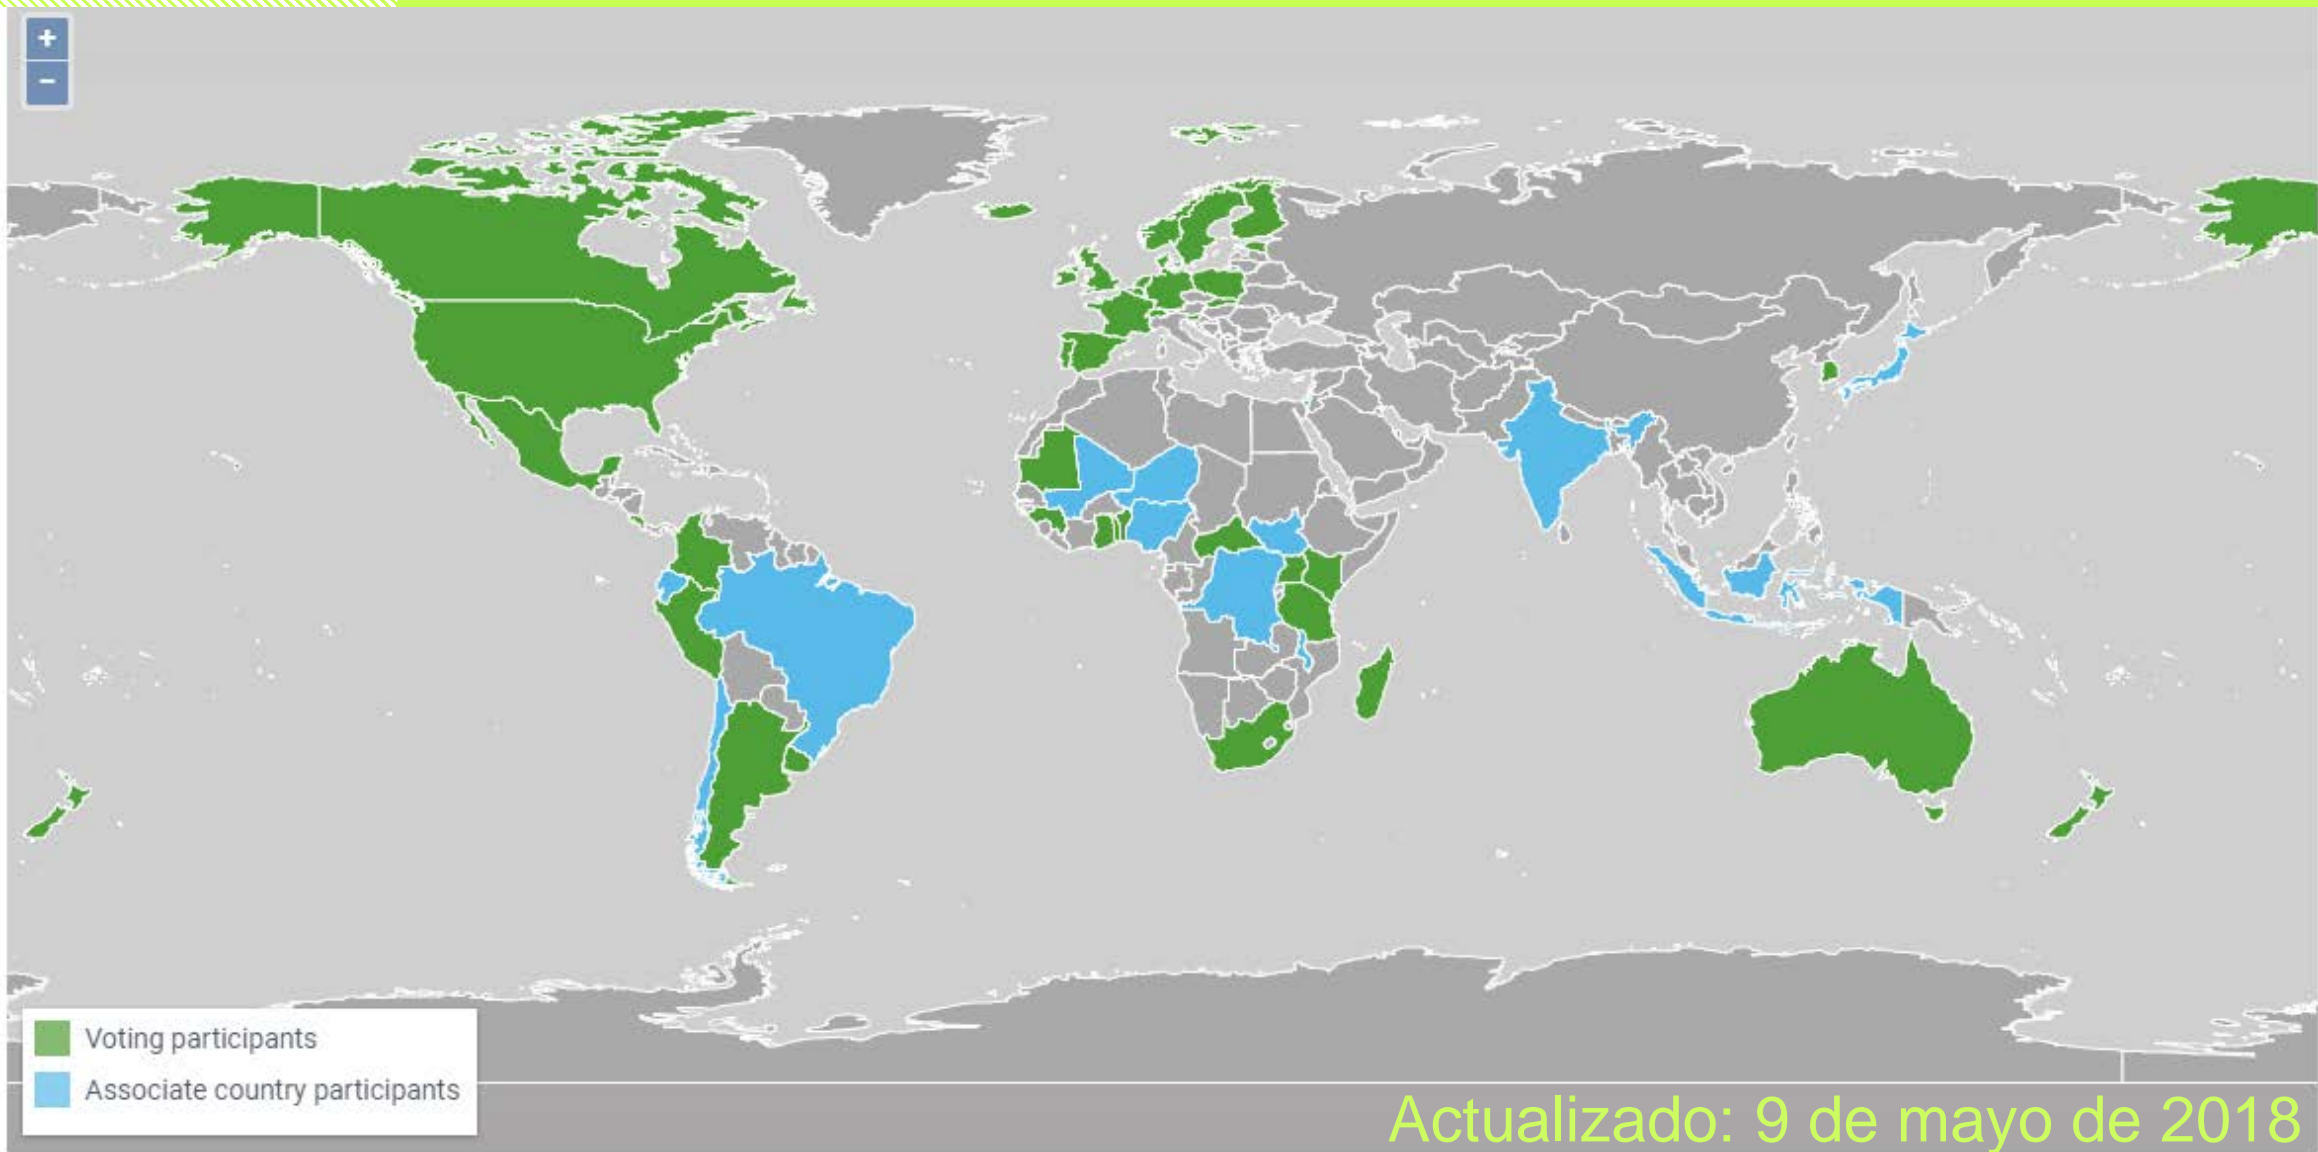 +
−
Voting participants
Associate country participants
Actualizado: 9 de mayo de 2018